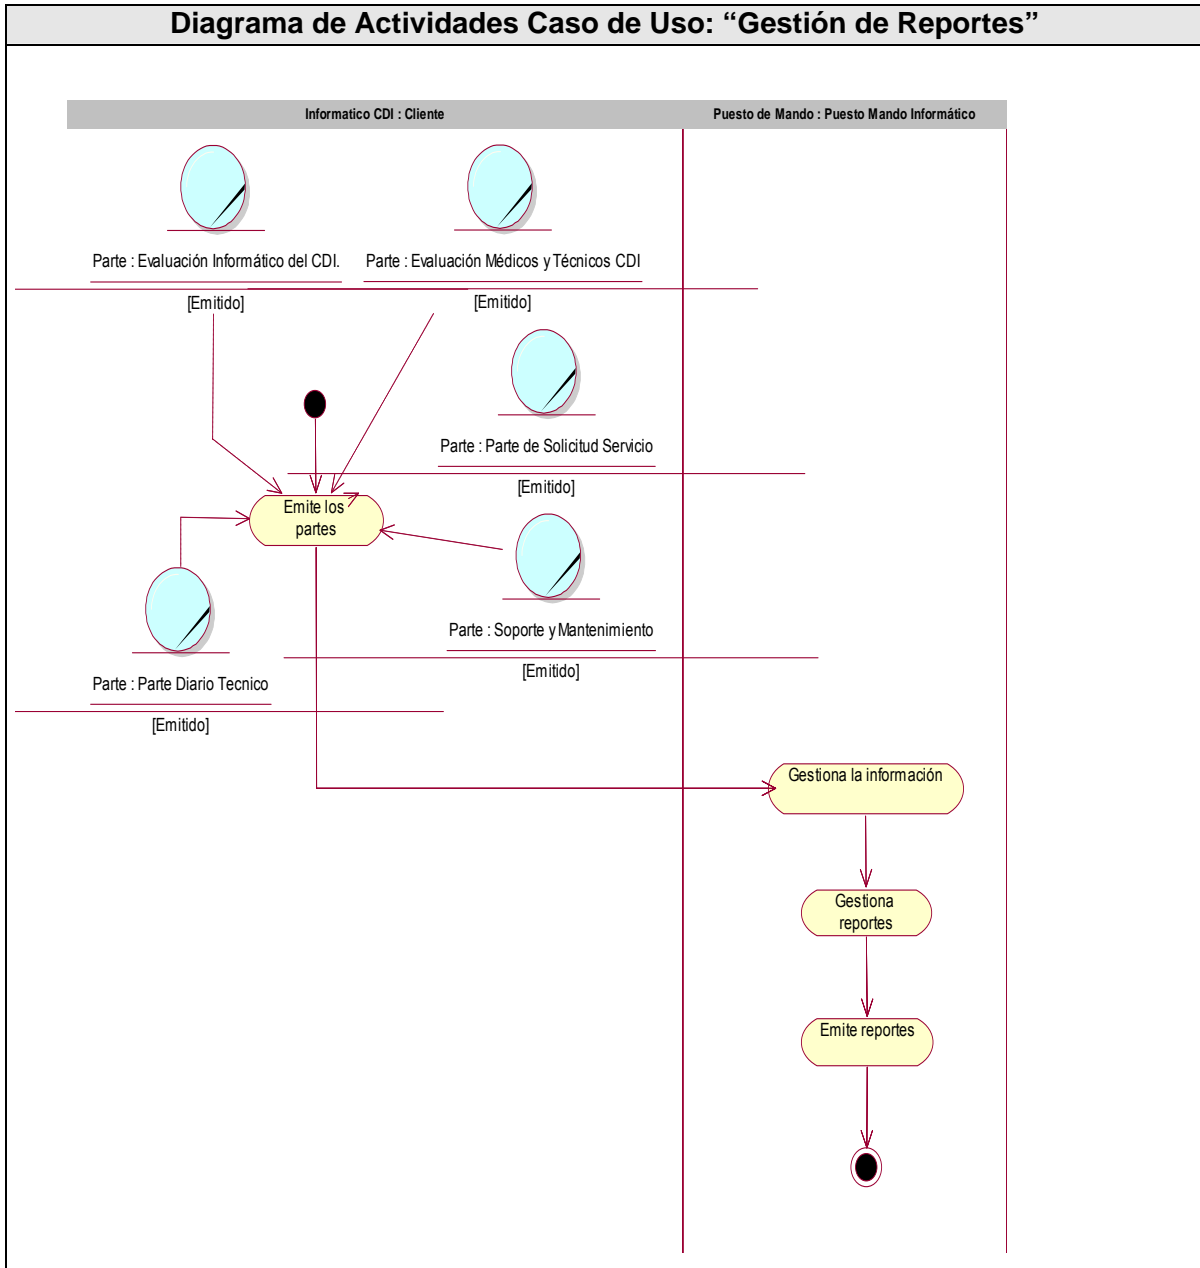 Diagrama de Actividades Caso de Uso: “Gestión de Reportes”
Informatico CDI : Cliente
Puesto de Mando : Puesto Mando Informático
Parte : Evaluación Informático del CDI.
Parte : Evaluación Médicos y Técnicos CDI
[Emitido]
[Emitido]
Parte : Parte de Solicitud Servicio
[Emitido]
Emite los
partes
Parte : Soporte y Mantenimiento
[Emitido]
Parte : Parte Diario Tecnico
[Emitido]
Gestiona la información
Gestiona
reportes
Emite reportes